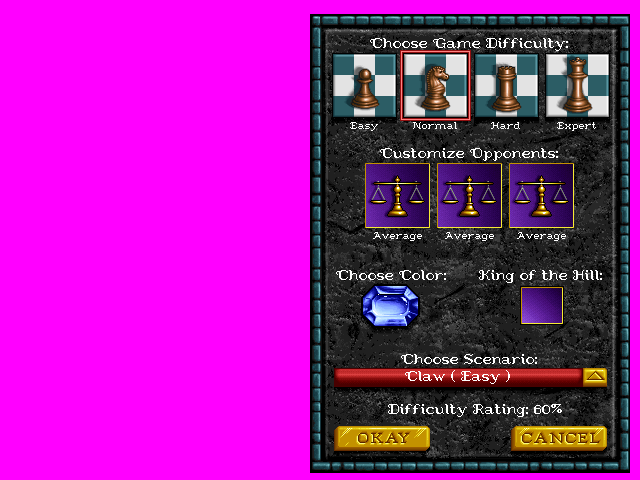 Choose Game Difficulty:
Easy Normal Hard Expert
Customize Opponents:
Average Average Average
Choose Color: King of the Hill:
Choose Scenario:
Claw ( Easy )
Difficulty Rating: 60%
OKAY CANCEL